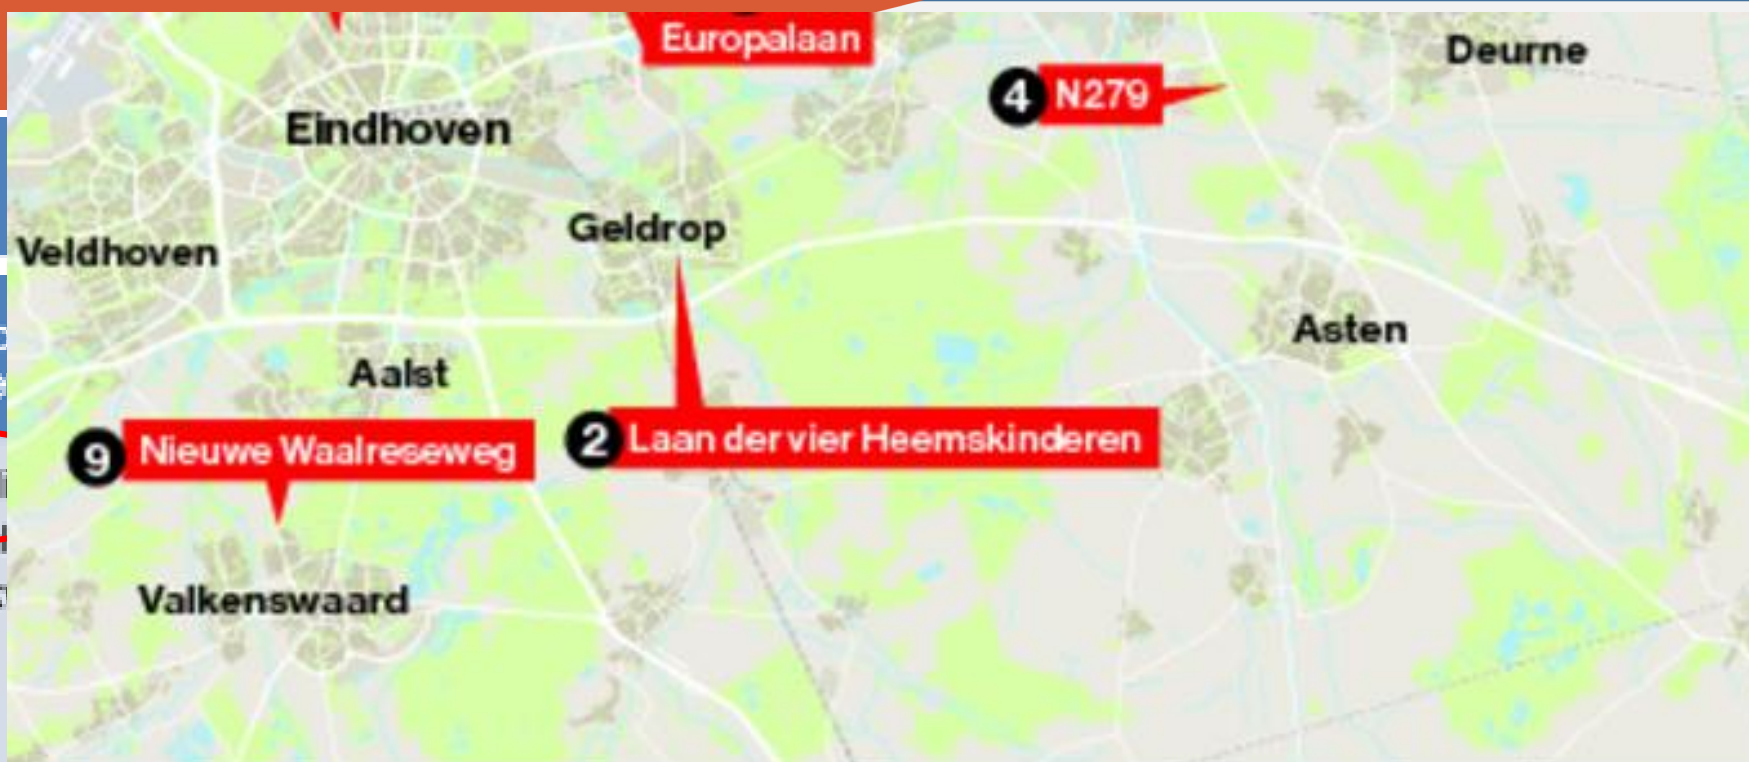 Europalaan
Deurne
4 N279
Eindhoven
Geldrop
Veldhoven
Asten
Aalst
9 Nieuwe Waalreseweg
2 Laan der vier Heemskinderen
Valkenswaard